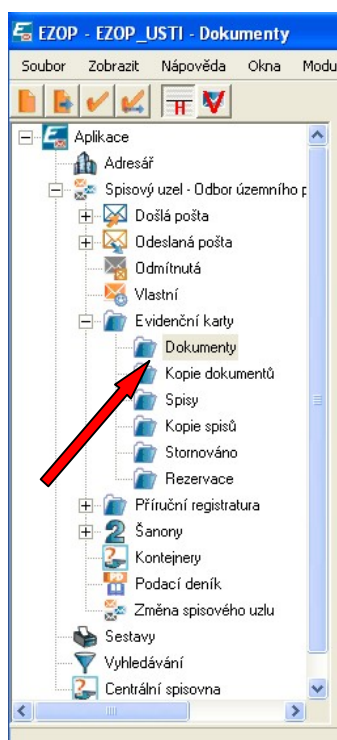 EZOP - EZOP_USTI - Dokumenty
Soubor Zobrazit Nápověda Okna Modu
H
Aplikace
Adresář
Spisový uzel - Odbor územního p
Došlá pošta
Odeslaná pošta
Odmítnutá
Vlastní
Evidenční karty
Dokumenty
Kopie dokumentů
Spisy
Kopie spisů
Stornováno
Rezervace
Příruční registratura
2 Šanony
Kontejnery
Podací deník
Změna spisového uzlu
Sestavy
Vyhledávání
Centrální spisovna